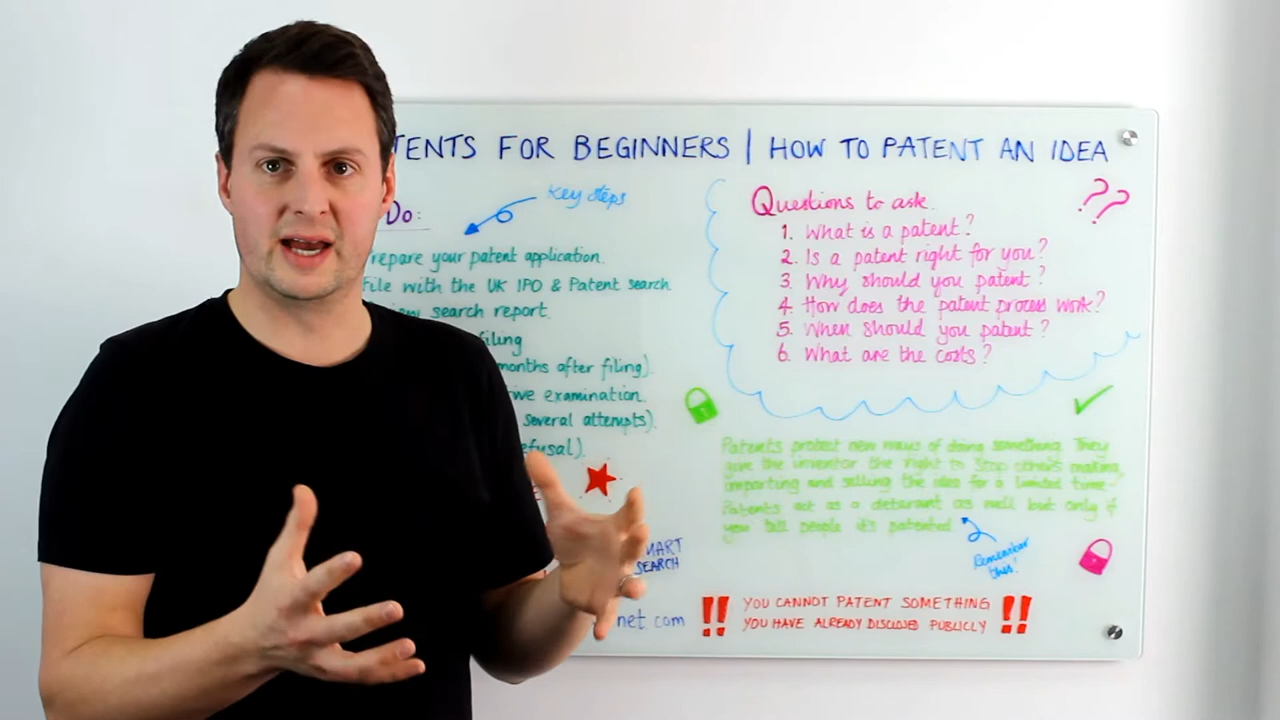 TENTS FOR BEGINNERS | HOW TO PATENT AN IDEA
Do:
Key steps
repare your patent application.
File with the UK IPO & Patent search
search report.
filing
months after filing).
examination.
several attempts).
efusal).
MART
SEARCH
net.com
Questions to ask.
??
1. What is a patent?
2. Is a patent right for you?
3. Why should you patent?
4. How does the patent process work?
5. When should you patent?
6. What are the costs?
Patents protect new ways of doing something. They
give the inventor the right to stop others making,
importing and selling the idea for a limited time.
Patents act as a deterant as well but only if
you tell people it's patented
Remember
this!
!! YOU CANNOT PATENT SOMETHING !!
YOU HAVE ALREADY DISCLOSED PUBLICLY